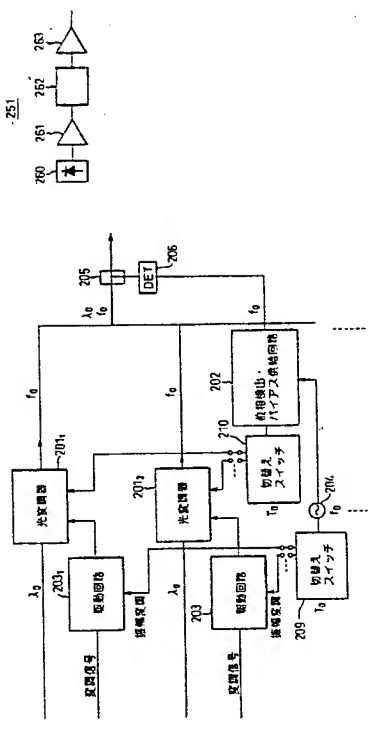 251
260
261
262
263
λ₀
203₁
駆動回路
変調信号
振幅変調
光変調器
201₁
f₀
λ₀
f₀
205
DET
206
λ₀
203
駆動回路
変調信号
振幅変調
201₂
光変調器
f₀
f₀
210
切替え
スイッチ
T₀
202
位相検出・
バイアス供給回路
209
切替え
スイッチ
T₀
204
f₀